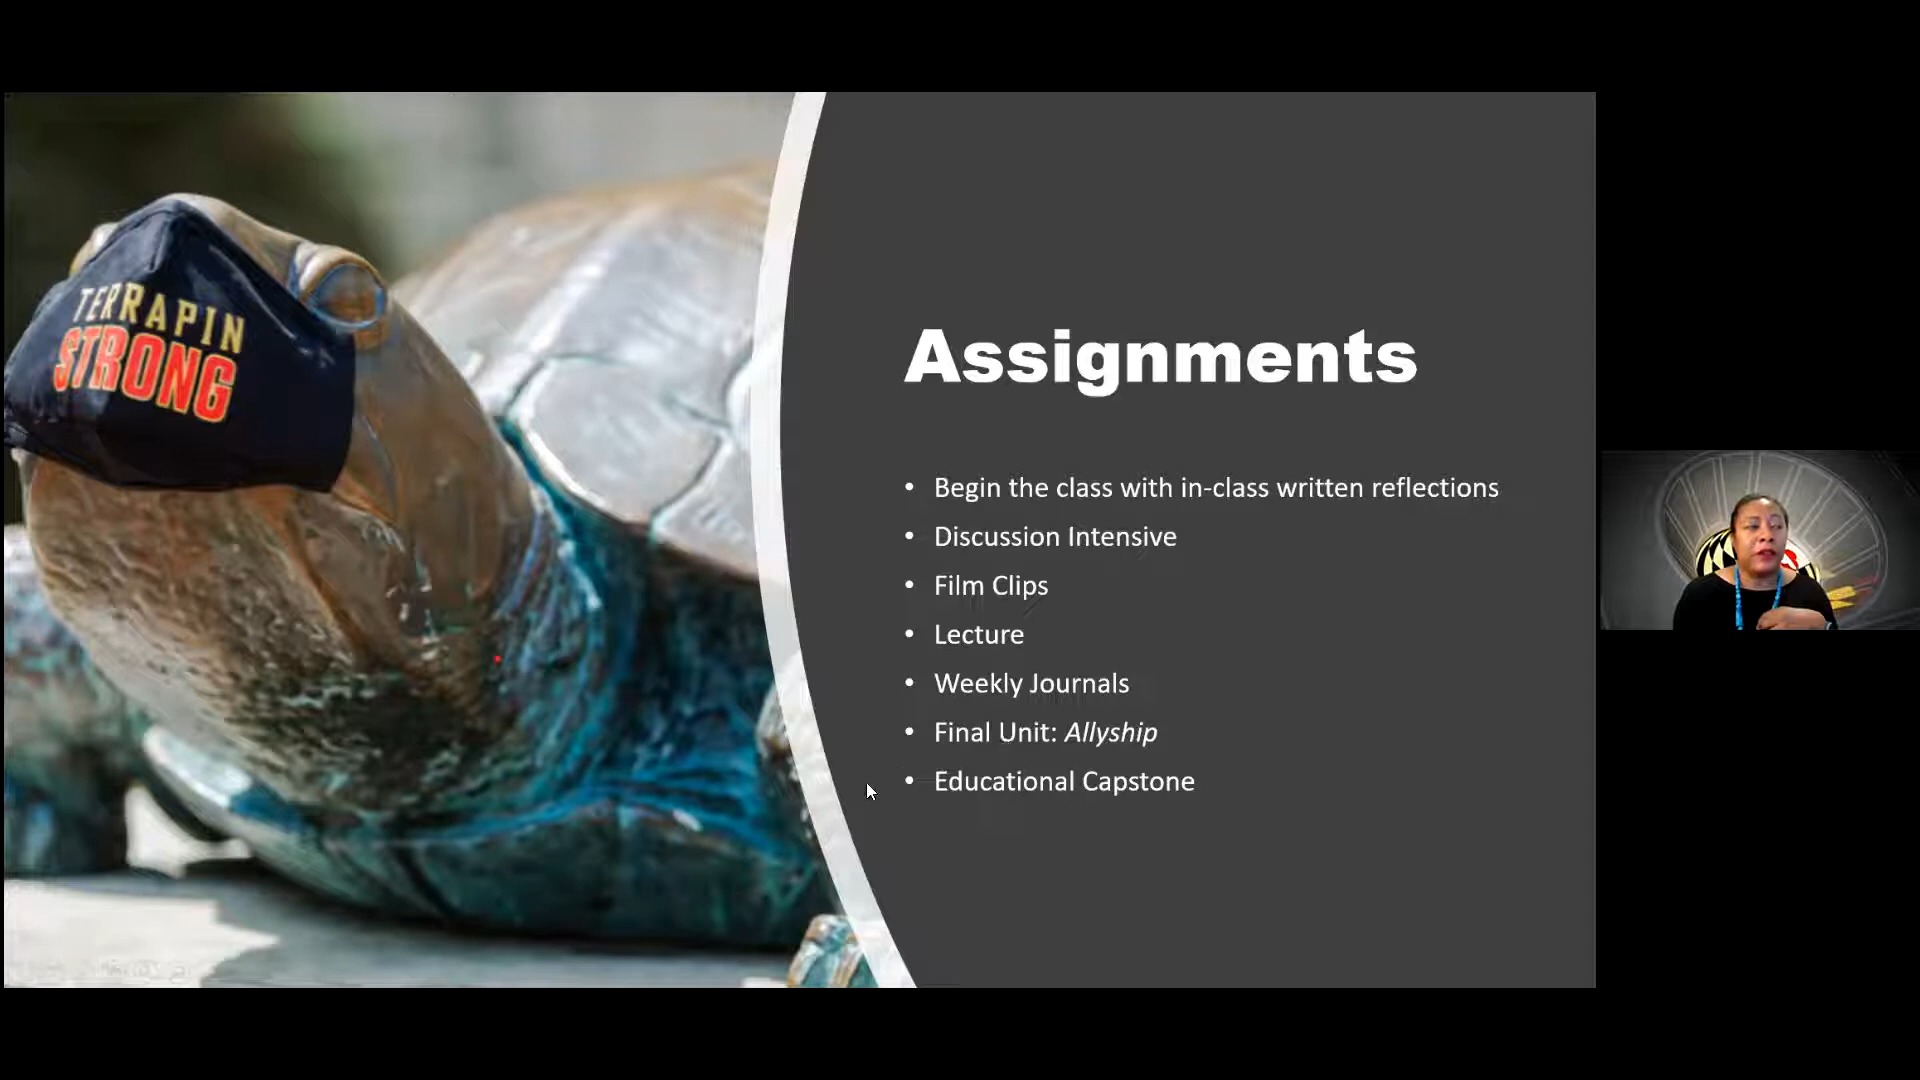 TERRAPIN
STRONG
Assignments
• Begin the class with in-class written reflections
• Discussion Intensive
• Film Clips
• Lecture
• Weekly Journals
• Final Unit: Allyship
• Educational Capstone